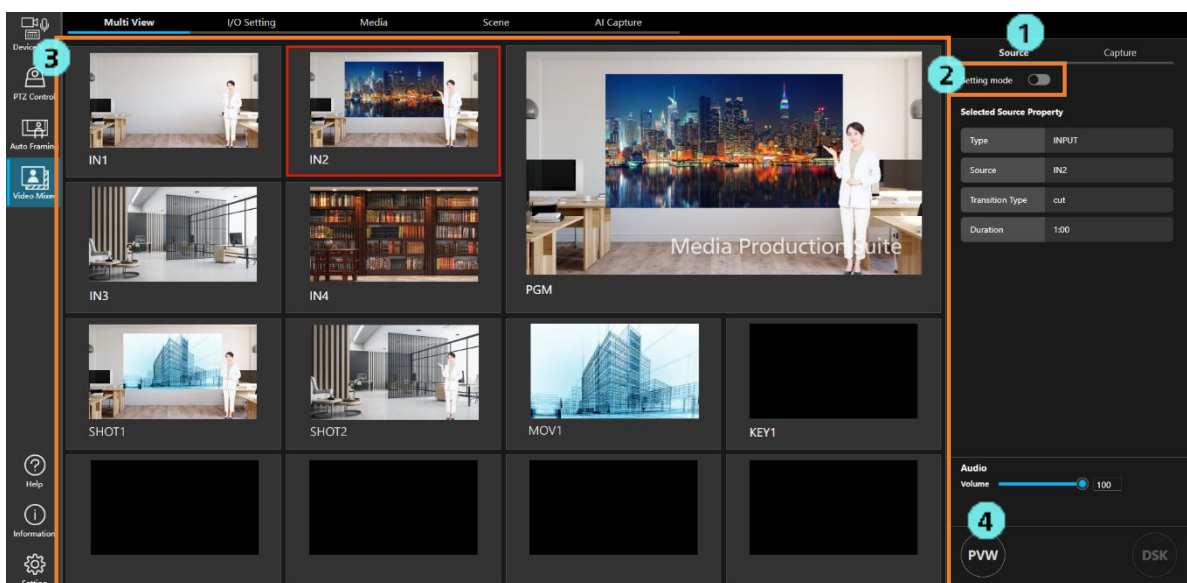 Multi View
I/O Setting
Media
Scene
AI Capture
1
3
2
4
PTZ Control
Auto Framing
Video Mixer
Help
Information
Setting
IN1
IN2
PGM
Media Production Suite
IN3
IN4
SHOT1
SHOT2
MOV1
KEY1
Source
Capture
Setting mode
Selected Source Property
Type INPUT
Source IN2
Transition Type cut
Duration 1:00
Audio
Volume 100
PVW
DSK